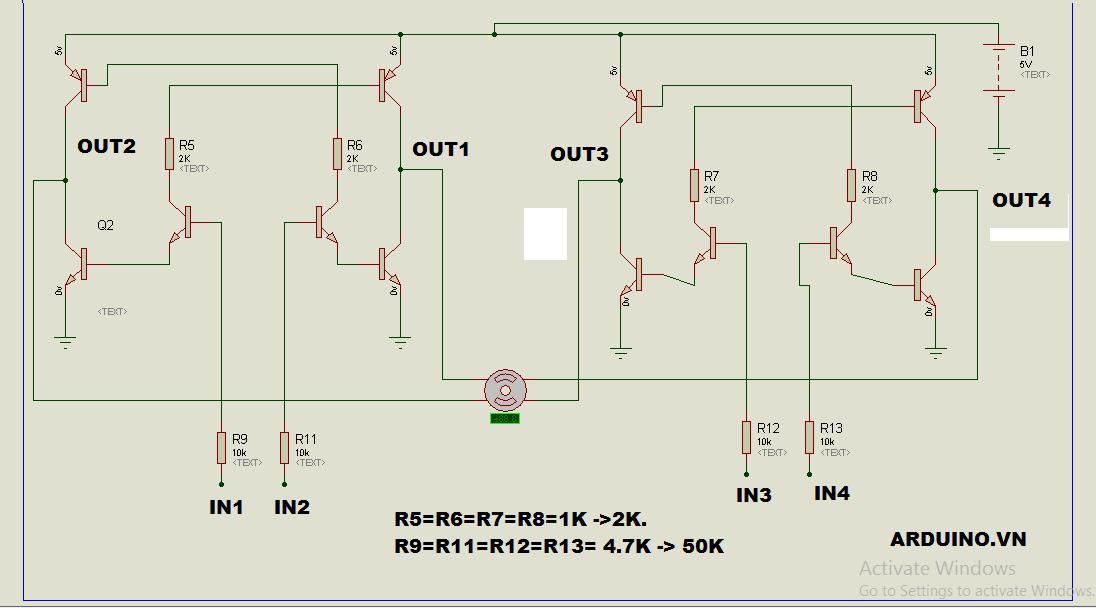 5v
5v
5v
5v
B1
5V
<TEXT>
OUT2
R5
2K
<TEXT>
R6
2K
<TEXT>
OUT1
OUT3
R7
2K
<TEXT>
R8
2K
<TEXT>
OUT4
Q2
0v
0v
0v
0v
<TEXT>
R9
10k
<TEXT>
R11
10k
<TEXT>
R12
10k
<TEXT>
R13
10k
<TEXT>
IN1
IN2
IN3
IN4
R5=R6=R7=R8=1K ->2K.
R9=R11=R12=R13= 4.7K -> 50K
ARDUINO.VN
Activate Windows
Go to Settings to activate Windows.